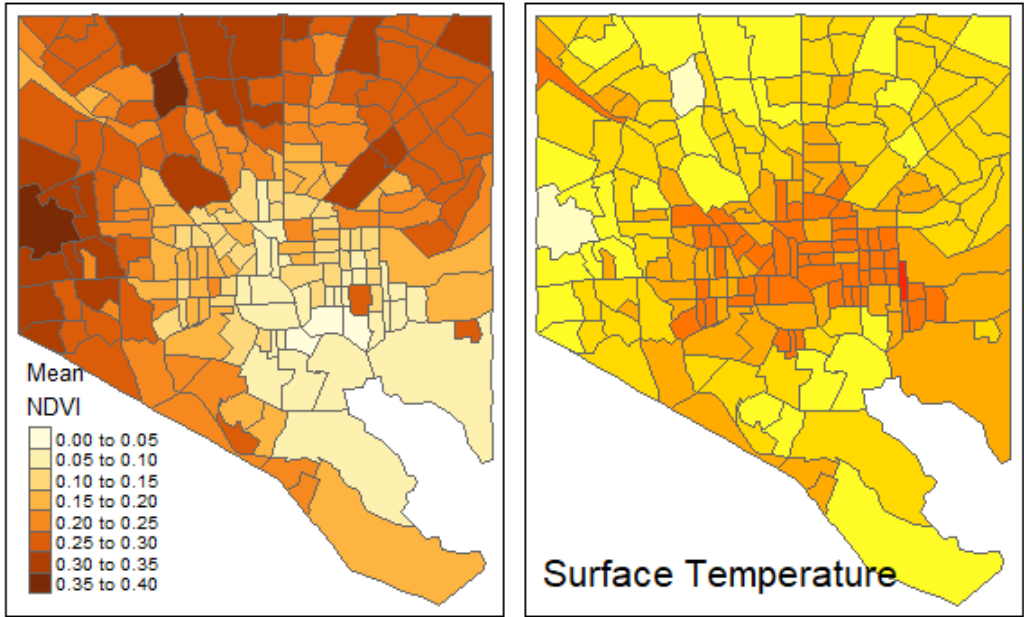 Mean
NDVI
0.00 to 0.05
0.05 to 0.10
0.10 to 0.15
0.15 to 0.20
0.20 to 0.25
0.25 to 0.30
0.30 to 0.35
0.35 to 0.40
Surface Temperature